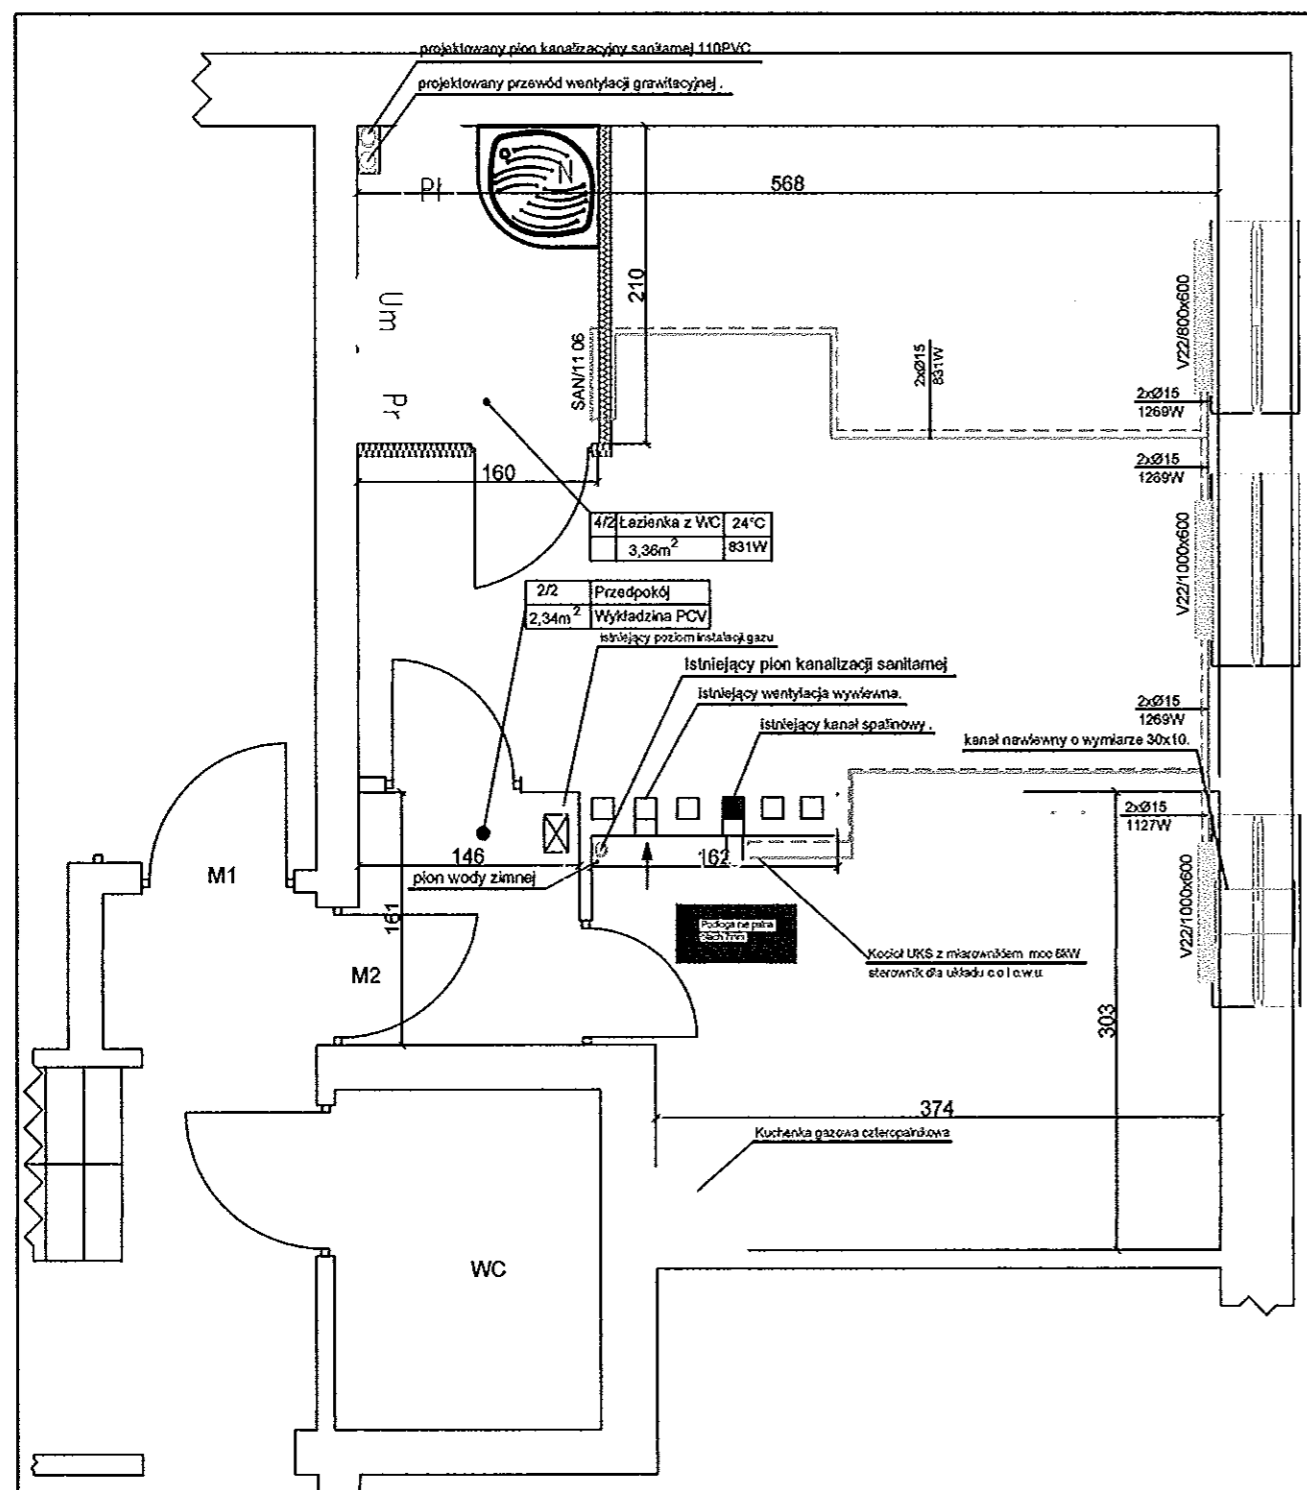 projektowany pion kanalizacyjny sanitarnej 110PVC
projektowany przewód wentylacji grawitacyjnej .
Pł
N
568
Um
210
Pr
SAN/11 06
2xØ15
831W
V22/800x600
2xØ15
1269W
2xØ15
1269W
160
4/2 Łazienka z WC 24°C
3,36m² 831W
2/2 Przedpokój
2,34m² Wykładzina PCV
V22/1000x600
istniejący poziom instalacji gazu
Istniejący pion kanalizacji sanitarnej
istniejący wentylacja wywiewna.
istniejący kanał spalinowy .
2xØ15
1269W
kanał nawiewny o wymiarze 30x10.
2xØ15
1127W
146
162
pion wody zimnej
M1
161
M2
Podłoga nie palna
V22/1000x600
Kocioł UKS z miarownikiem moc 6kW
sterownik dla układu c.o i c.w.u
303
374
Kuchenka gazowa czteropalnikowa
WC